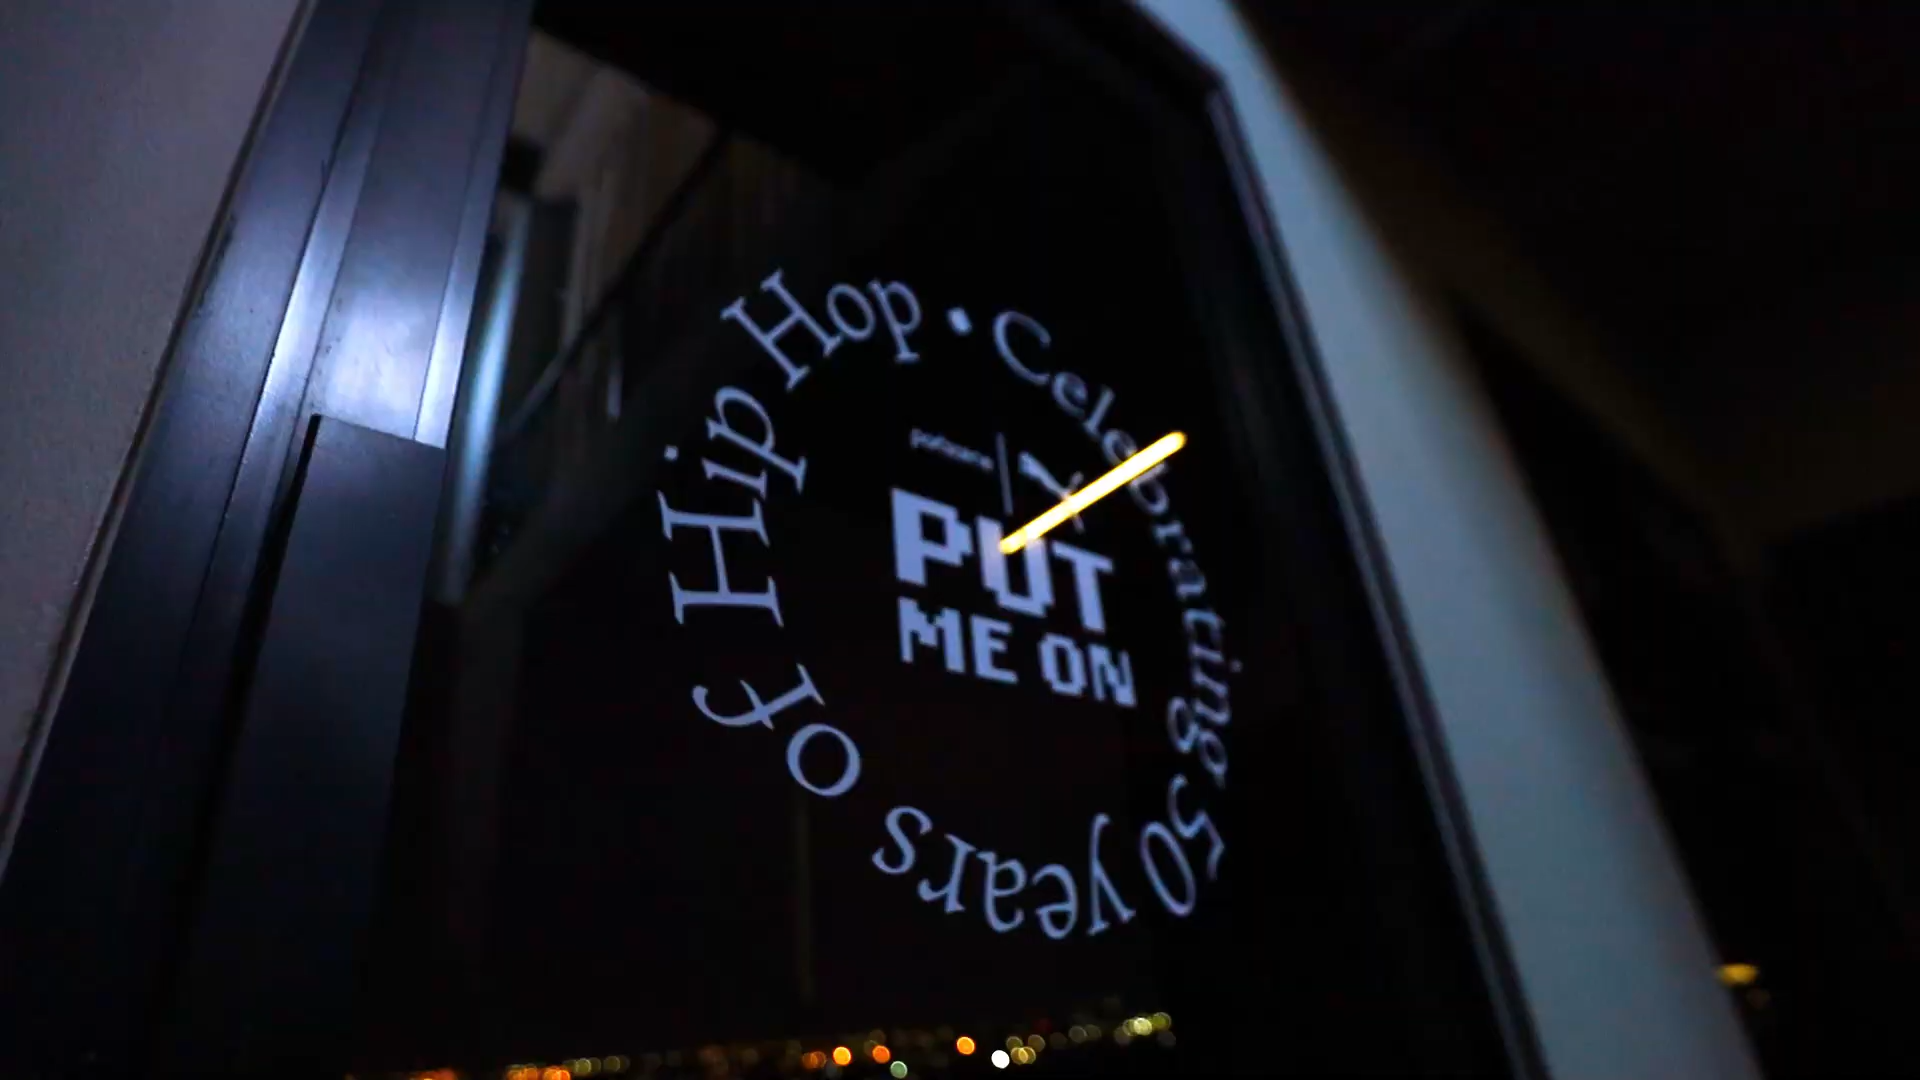 Celebrating 50 years of Hip Hop •
PUT
ME ON